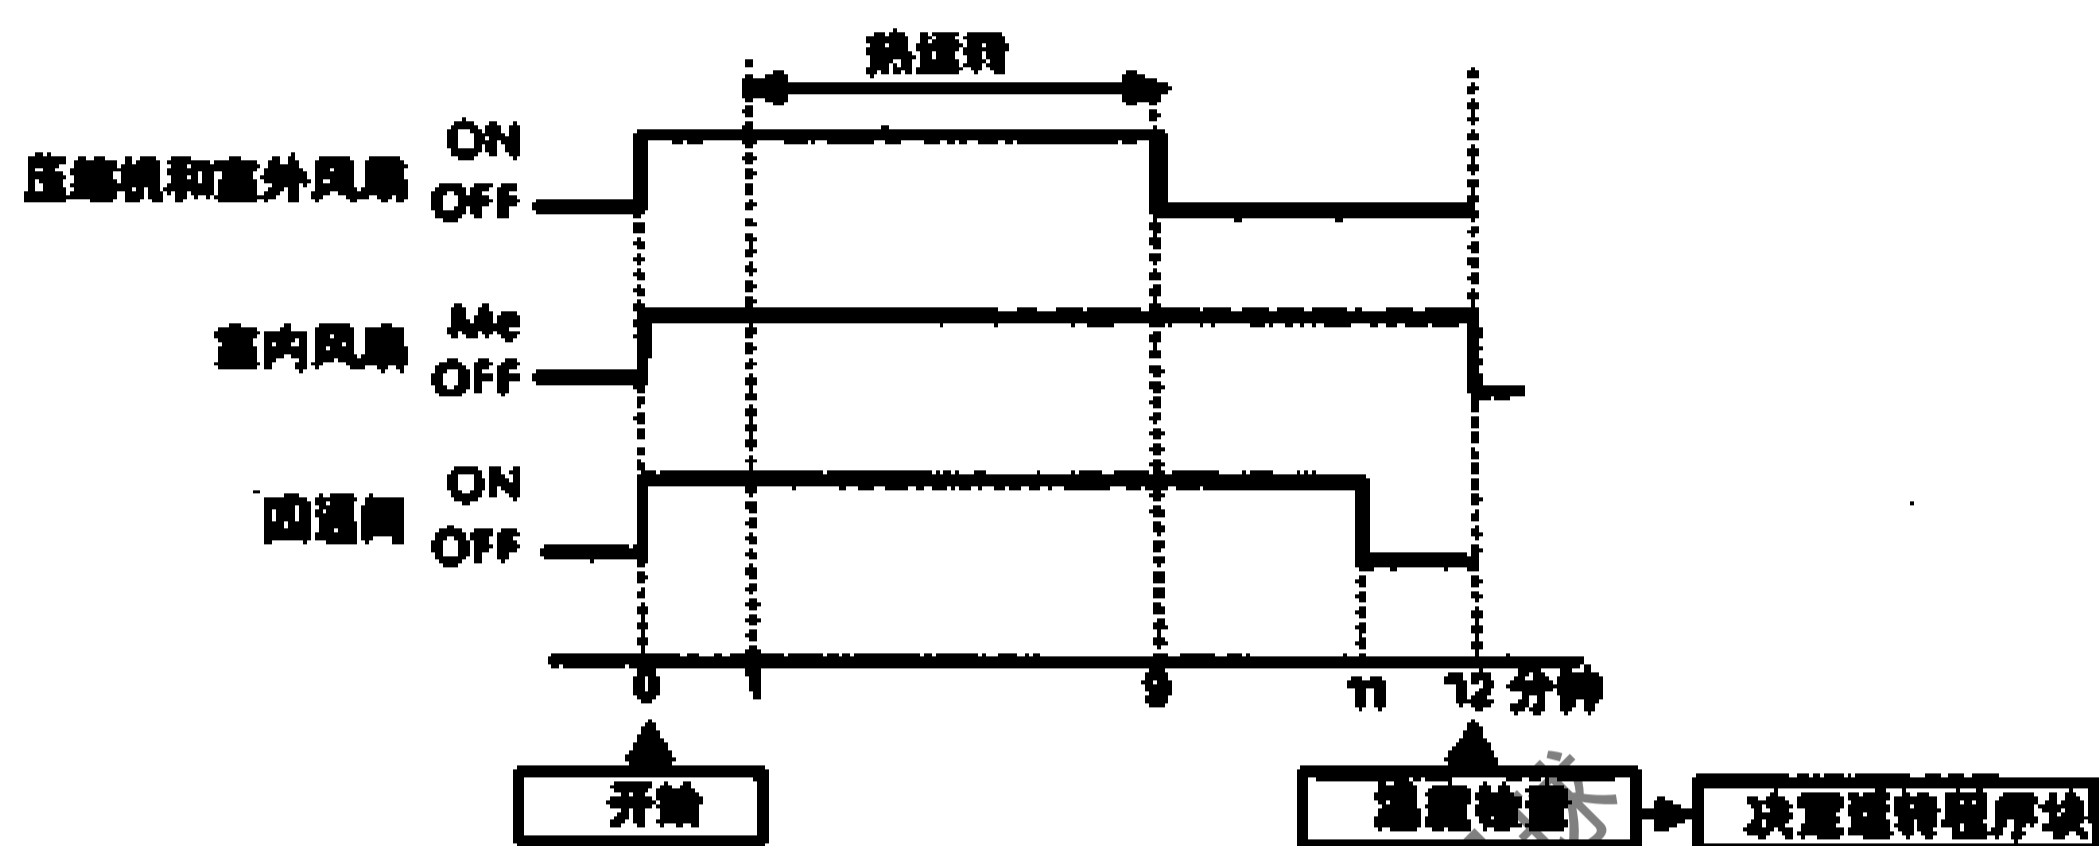 热运转
压缩机和室外风扇 ON
OFF
室内风扇 Me
OFF
四通阀 ON
OFF
0 1 9 11 12 分钟
开始 温度检查 决定运转程序块